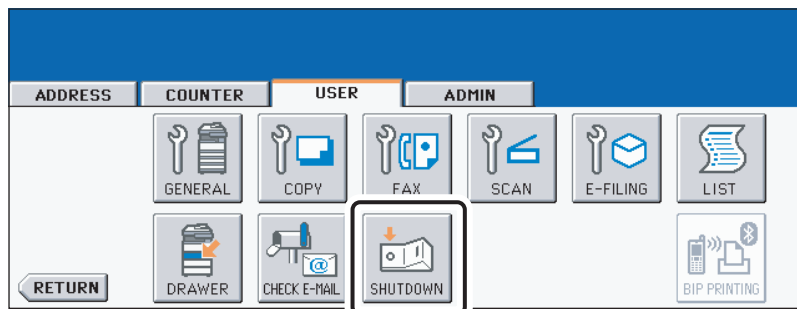 ADDRESS COUNTER USER ADMIN
GENERAL COPY FAX SCAN E-FILING LIST
@
DRAWER CHECK E-MAIL SHUTDOWN BIP PRINTING
RETURN